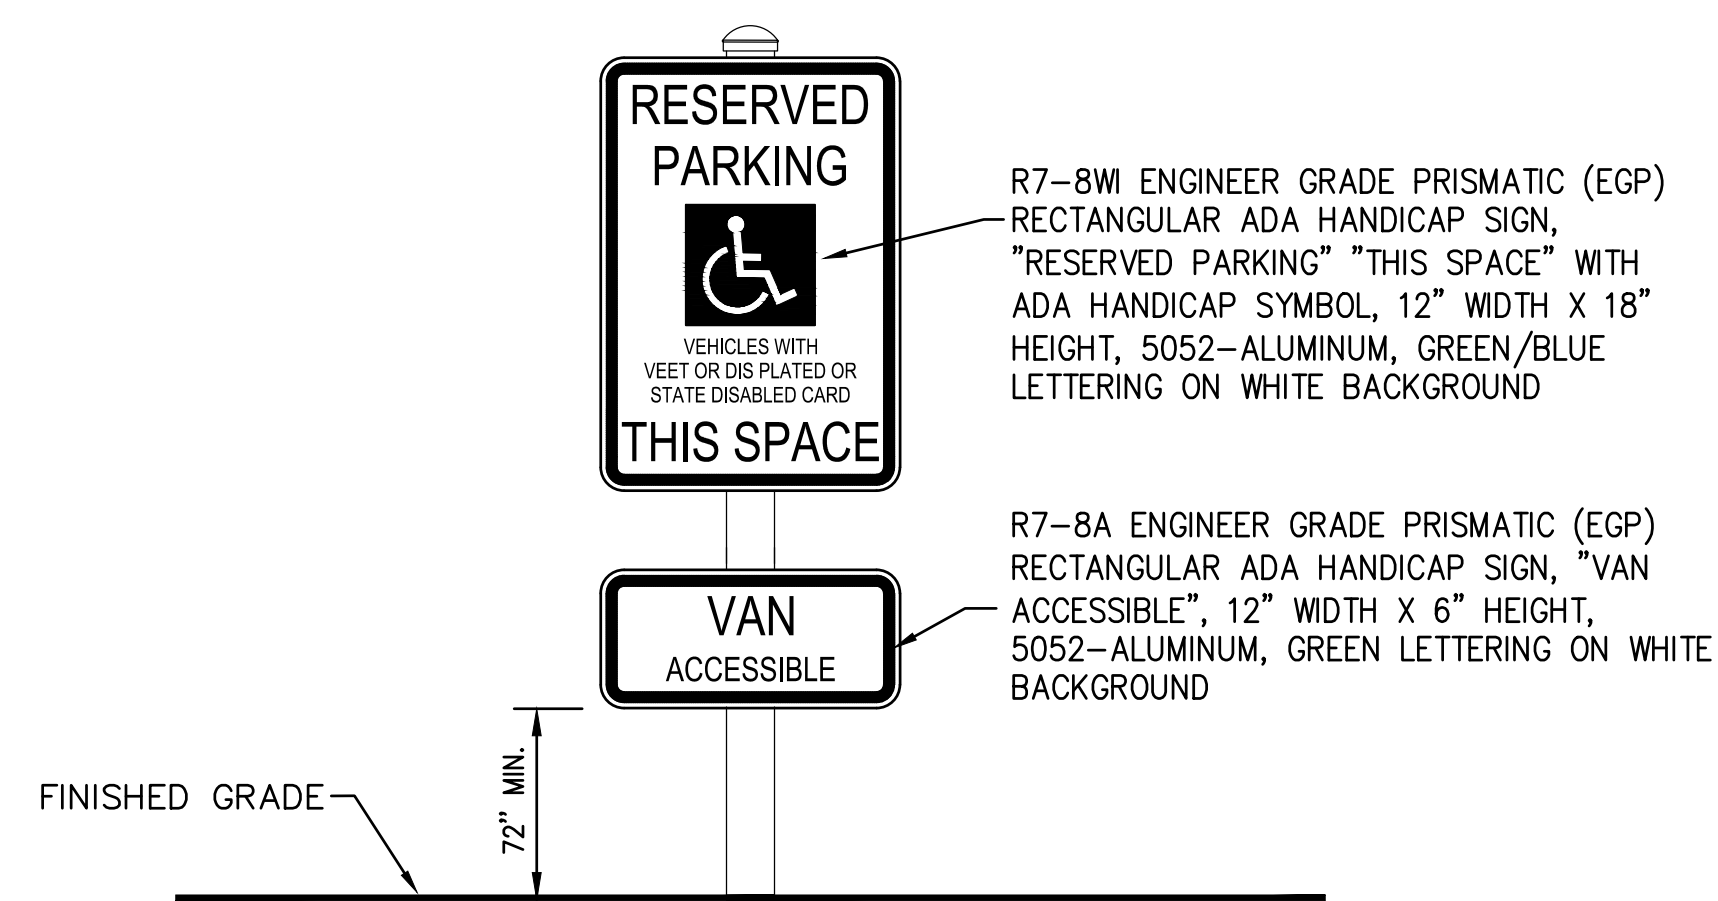 RESERVED
PARKING
VEHICLES WITH
VEET OR DIS PLATED OR
STATE DISABLED CARD
THIS SPACE
R7-8WI ENGINEER GRADE PRISMATIC (EGP)
RECTANGULAR ADA HANDICAP SIGN,
"RESERVED PARKING" "THIS SPACE" WITH
ADA HANDICAP SYMBOL, 12" WIDTH X 18"
HEIGHT, 5052-ALUMINUM, GREEN/BLUE
LETTERING ON WHITE BACKGROUND
VAN
ACCESSIBLE
R7-8A ENGINEER GRADE PRISMATIC (EGP)
RECTANGULAR ADA HANDICAP SIGN, "VAN
ACCESSIBLE", 12" WIDTH X 6" HEIGHT,
5052-ALUMINUM, GREEN LETTERING ON WHITE
BACKGROUND
72" MIN.
FINISHED GRADE